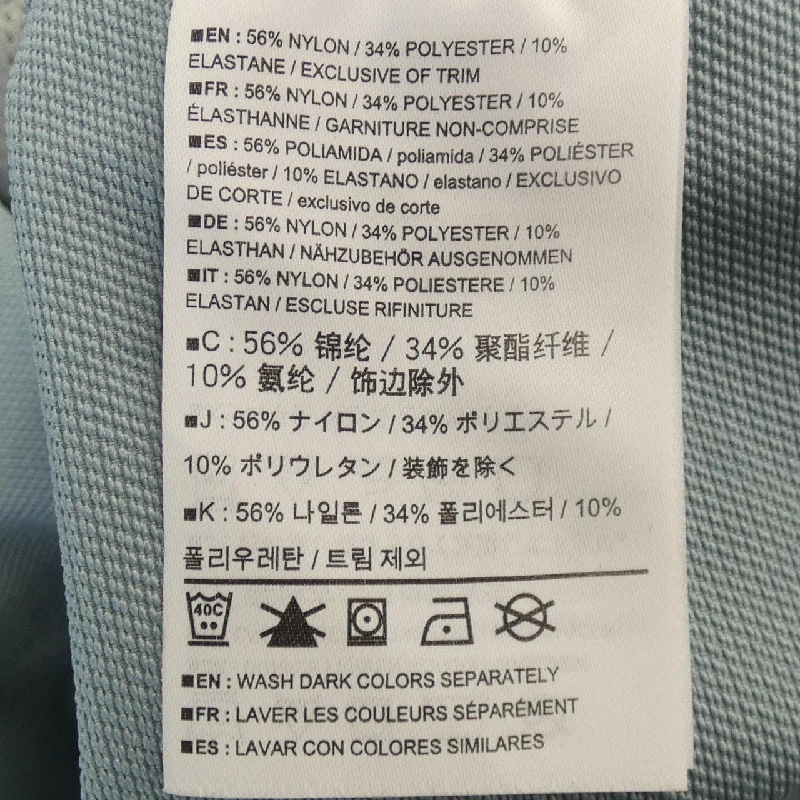 ■EN : 56% NYLON / 34% POLYESTER / 10%
ELASTANE / EXCLUSIVE OF TRIM
■FR : 56% NYLON / 34% POLYESTER / 10%
ÉLASTHANNE / GARNITURE NON-COMPRISE
■ES : 56% POLIAMIDA / poliamida / 34% POLIÉSTER
/ poliéster / 10% ELASTANO / elastano / EXCLUSIVO
DE CORTE / exclusivo de corte
■DE : 56% NYLON / 34% POLYESTER / 10%
ELASTHAN / NÄHZUBEHÖR AUSGENOMMEN
■IT : 56% NYLON / 34% POLIESTERE / 10%
ELASTAN / ESCLUSE RIFINITURE
■C : 56% 锦纶 / 34% 聚酯纤维 /
10% 氨纶 / 饰边除外
■J : 56% ナイロン / 34% ポリエステル /
10% ポリウレタン / 装飾を除く
■K : 56% 나일론 / 34% 폴리에스터 / 10%
폴리우레탄 / 트림 제외
40C
■EN : WASH DARK COLORS SEPARATELY
■FR : LAVER LES COULEURS SÉPARÉMENT
■ES : LAVAR CON COLORES SIMILARES